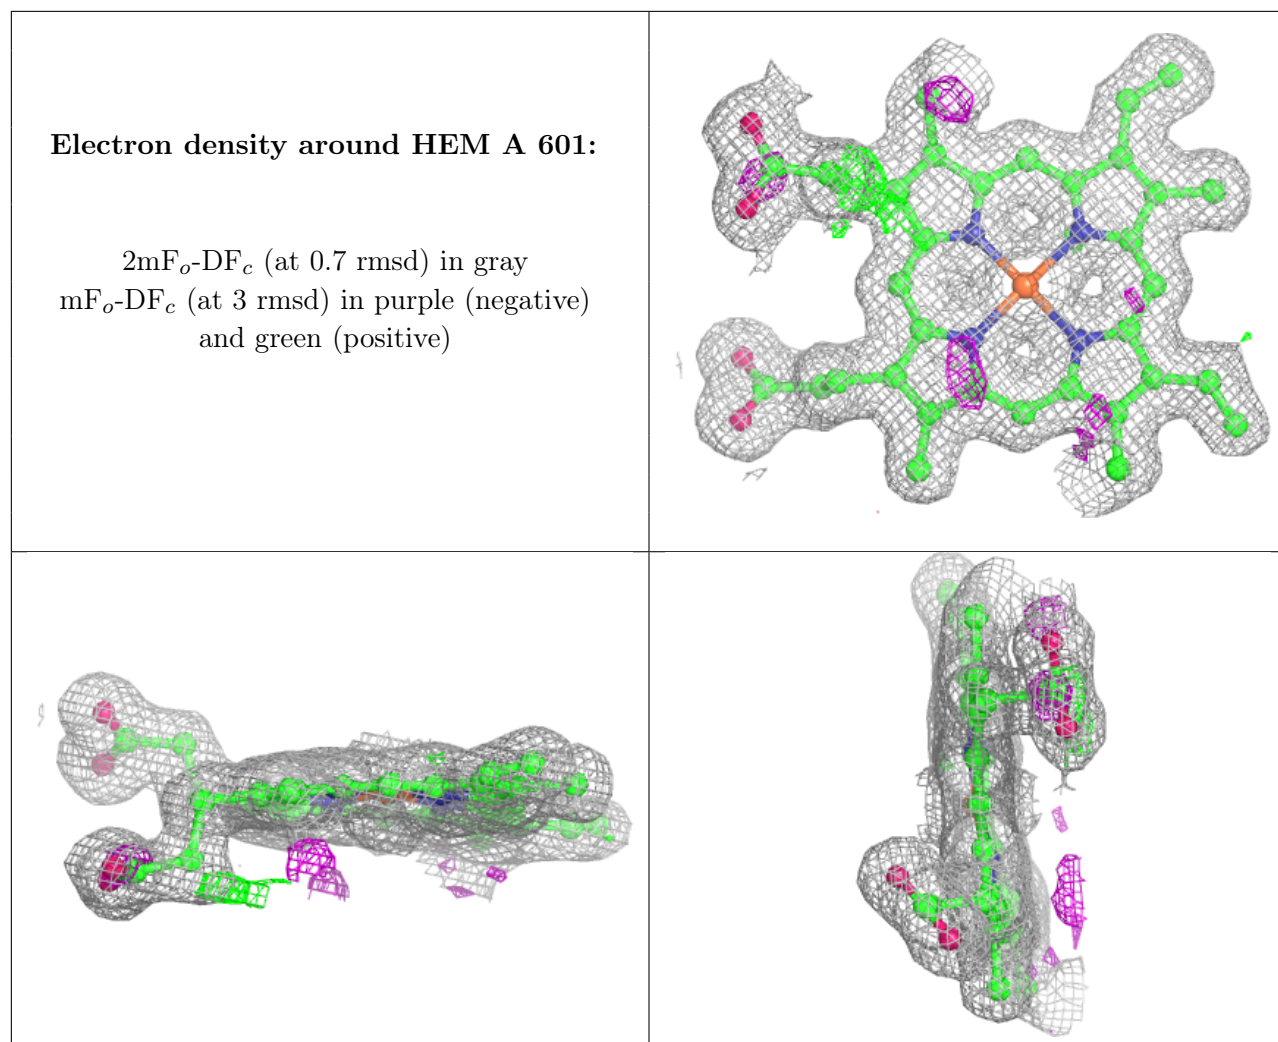 Electron density around HEM A 601:
2mFo-DFc (at 0.7 rmsd) in gray
mFo-DFc (at 3 rmsd) in purple (negative)
and green (positive)